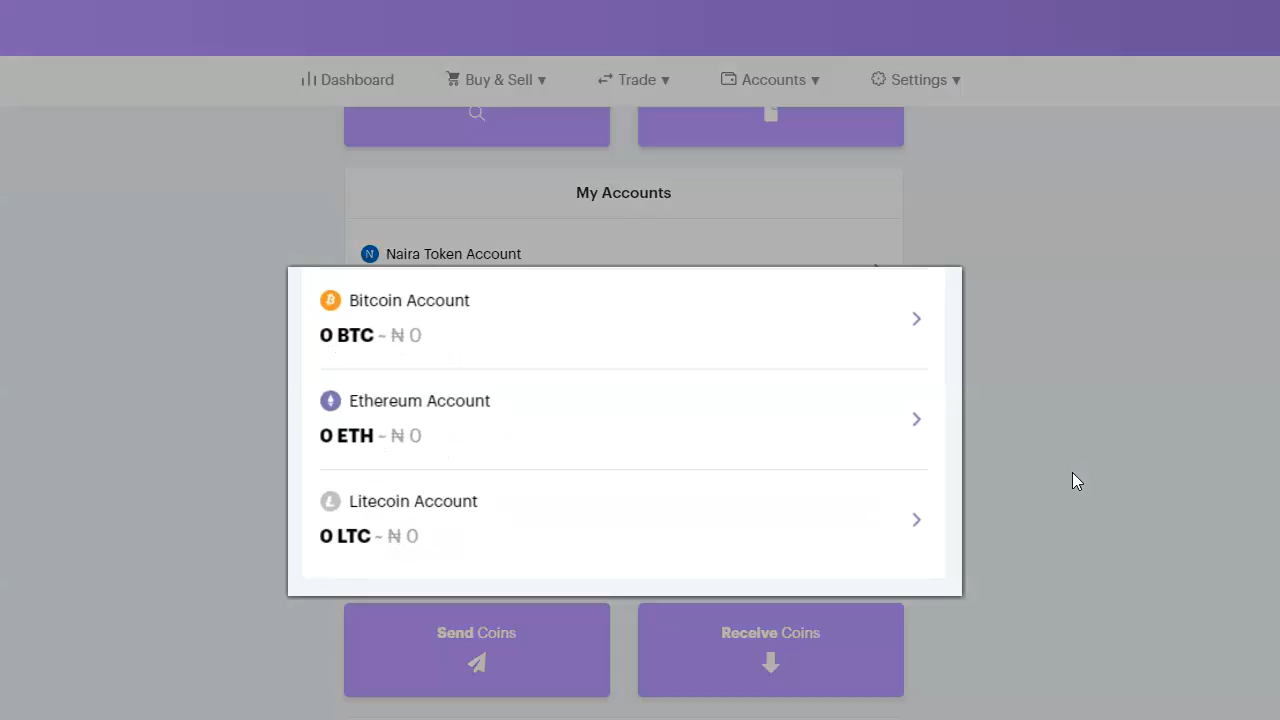 Dashboard Buy & Sell ▾ Trade ▾ Accounts ▾ Settings ▾
My Accounts
Naira Token Account
Bitcoin Account
0 BTC ~ ₦ 0
Ethereum Account
0 ETH ~ ₦ 0
Litecoin Account
0 LTC ~ ₦ 0
Send Coins Receive Coins